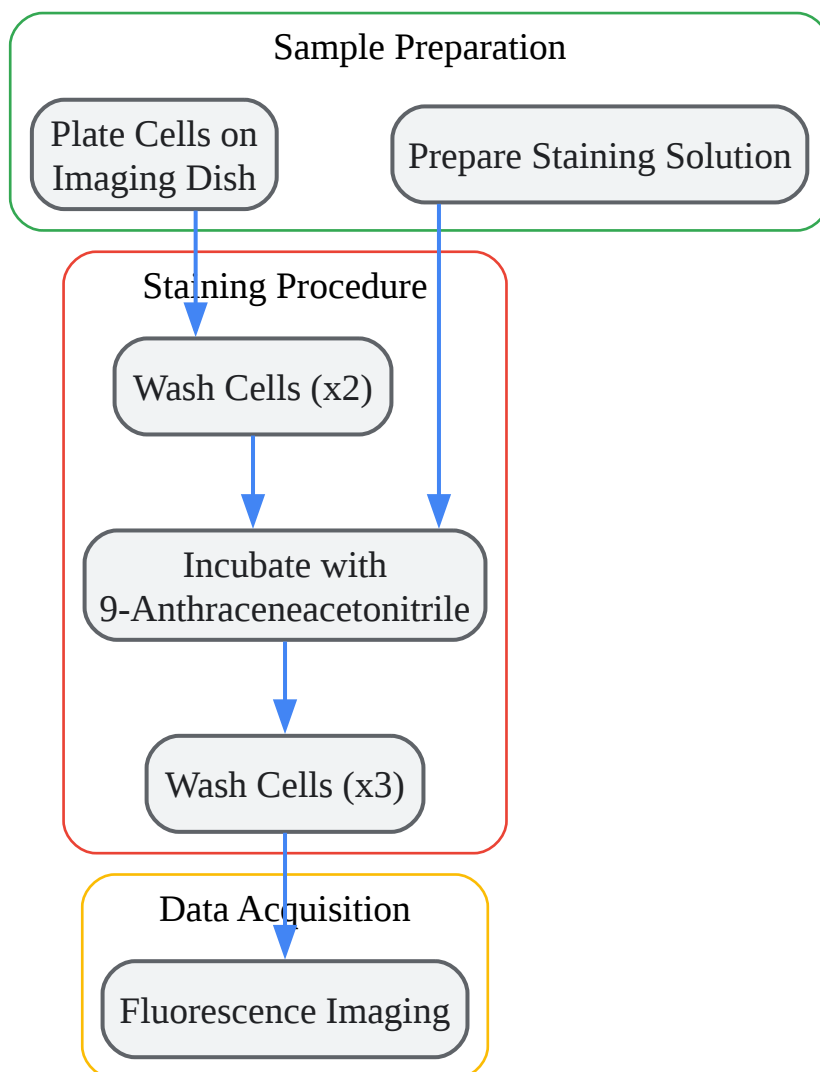 Sample Preparation
Plate Cells on
Imaging Dish
Prepare Staining Solution
Staining Procedure
Wash Cells (x2)
Incubate with
9-Anthraceneacetonitrile
Wash Cells (x3)
Data Acquisition
Fluorescence Imaging